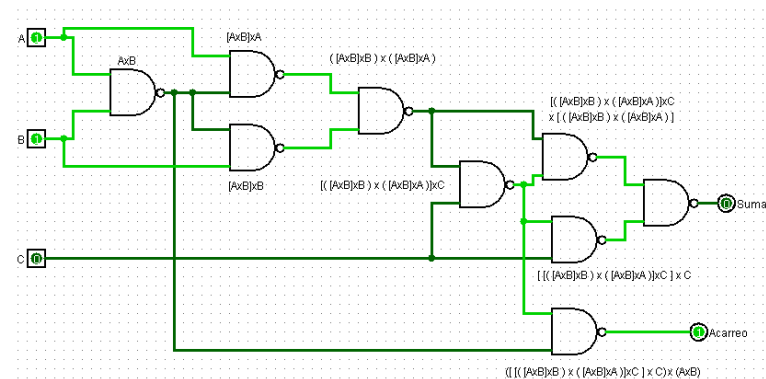 [AxB]xA
A
AxB
( [AxB]xB ) x ( [AxB]xA )
[( [AxB]xB ) x ( [AxB]xA )]xC
x [ ( [AxB]xB ) x ( [AxB]xA ) ]
1
B
1
[AxB]xB
[( [AxB]xB ) x ( [AxB]xA )]xC
0
Suma
C
0
[ [( [AxB]xB ) x ( [AxB]xA )]xC ] x C
1
Acarreo
([ [( [AxB]xB ) x ( [AxB]xA )]xC ] x C) x (AxB)